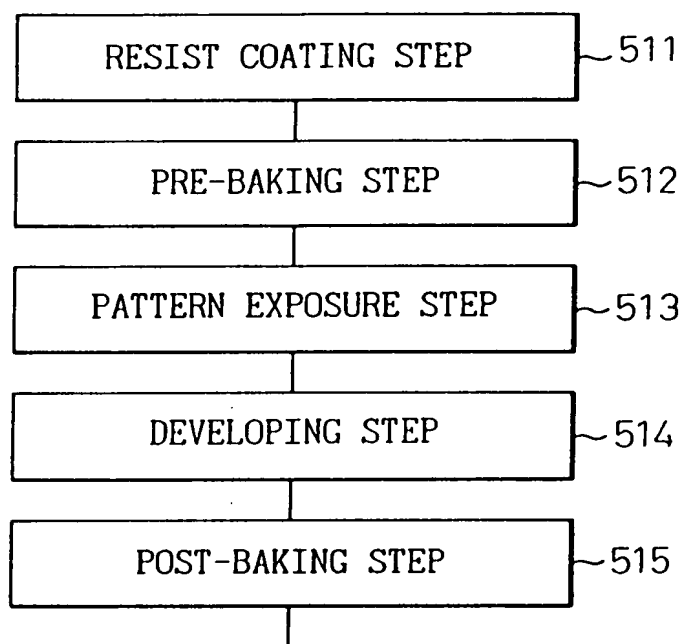 RESIST COATING STEP 511
PRE-BAKING STEP 512
PATTERN EXPOSURE STEP 513
DEVELOPING STEP 514
POST-BAKING STEP 515